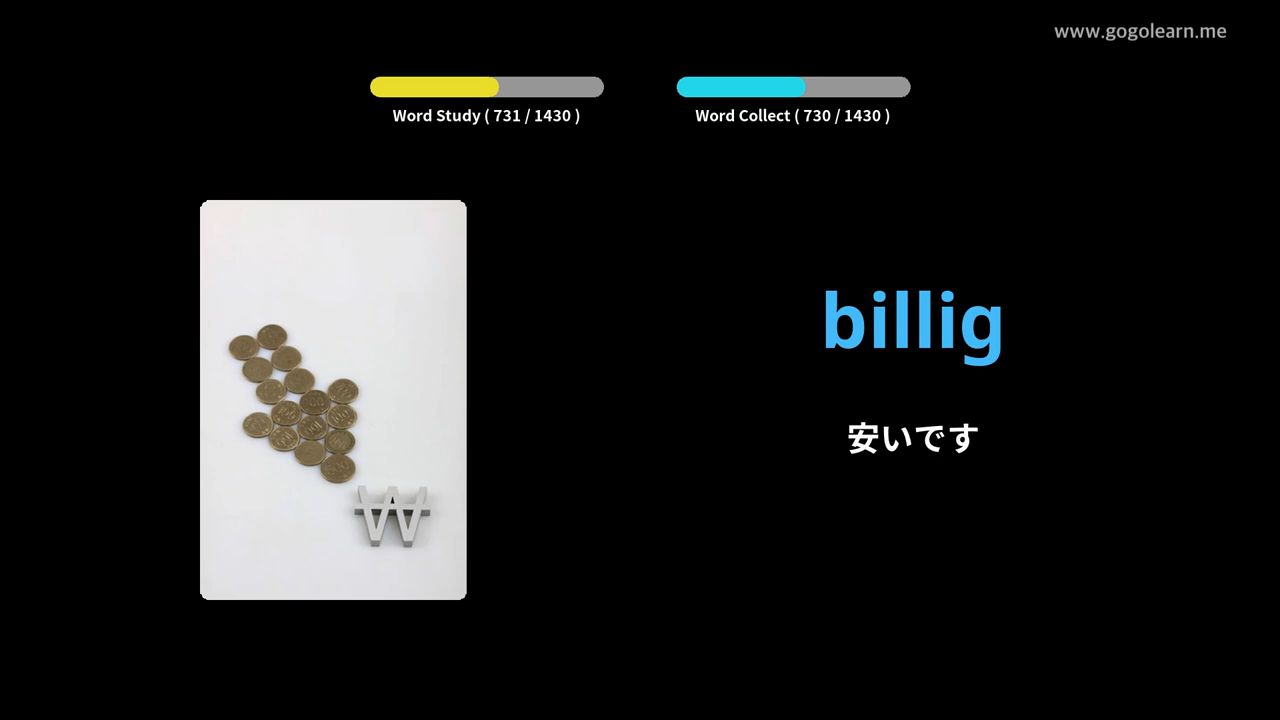 www.gogolearn.me
Word Study ( 731 / 1430 )
Word Collect ( 730 / 1430 )
billig
安いです
₩